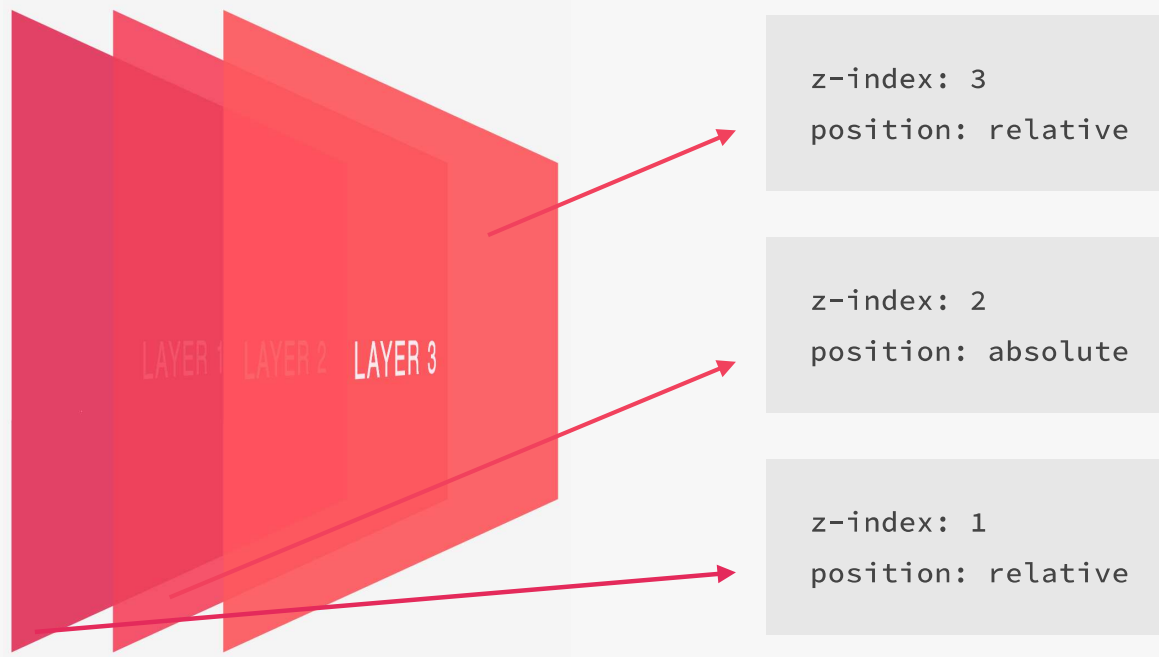 z-index: 3
position: relative
LAYER 1 LAYER 2 LAYER 3
z-index: 2
position: absolute
z-index: 1
position: relative